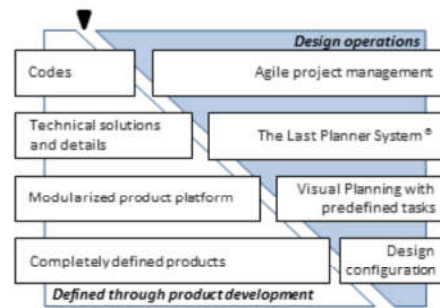 Design operations
Codes
Agile project management
Technical solutions
and details
The Last Planner System®
Modularized product platform
Visual Planning with
predefined tasks
Completely defined products
Design
configuration
Defined through product development